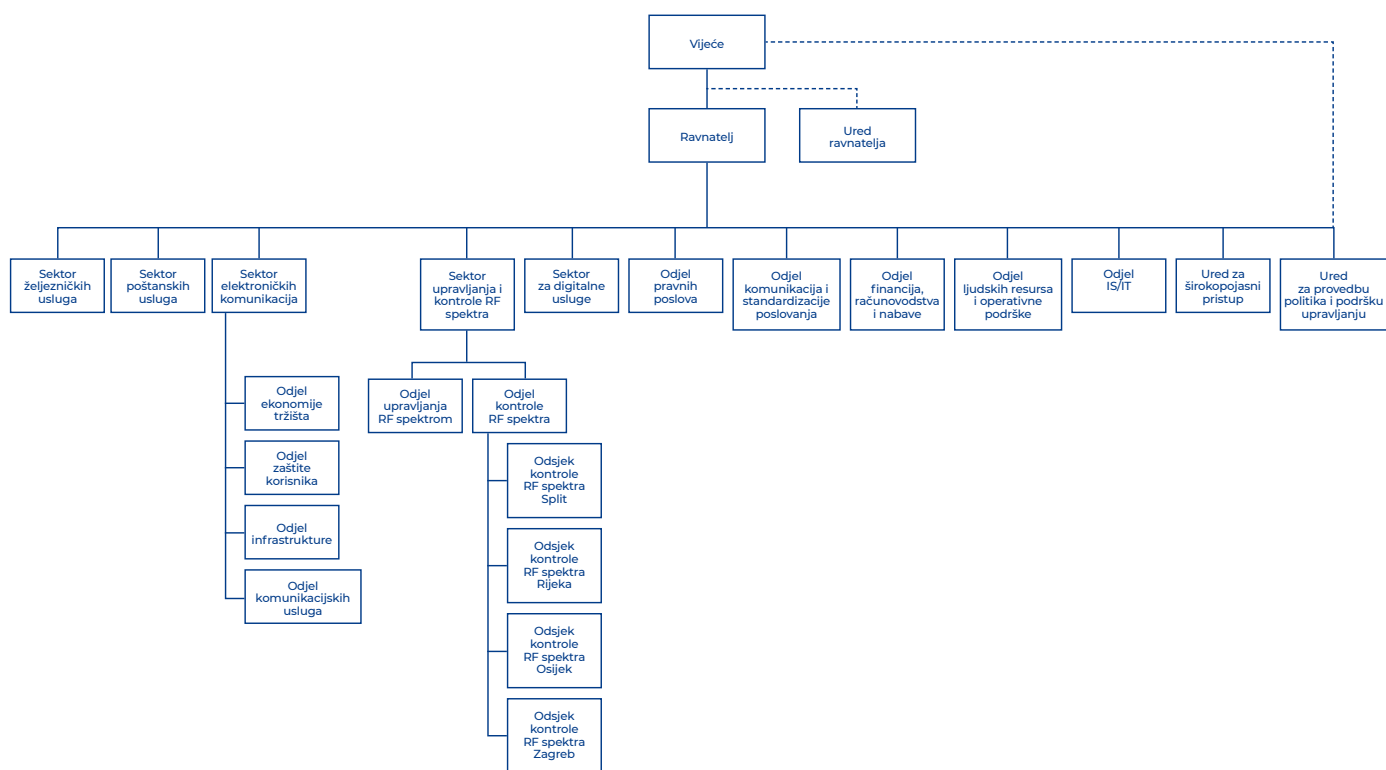 Vijeće
Ravnatelj
Ured
ravnatelja
Sektor
željezničkih
usluga
Sektor
poštanskih
usluga
Sektor
elektroničkih
komunikacija
Sektor
upravljanja i
kontrole RF
spektra
Sektor
za digitalne
usluge
Odjel
pravnih
poslova
Odjel
komunikacija i
standardizacije
poslovanja
Odjel
financija,
računovodstva
i nabave
Odjel
ljudskih resursa
i operativne
podrške
Odjel
IS/IT
Ured za
širokopojasni
pristup
Ured
za provedbu
politika i podršku
upravljanju
Odjel
ekonomije
tržišta
Odjel
zaštite
korisnika
Odjel
infrastrukture
Odjel
komunikacijskih
usluga
Odjel
upravljanja
RF spektrom
Odjel
kontrole
RF spektra
Odsjek
kontrole
RF spektra
Split
Odsjek
kontrole
RF spektra
Rijeka
Odsjek
kontrole
RF spektra
Osijek
Odsjek
kontrole
RF spektra
Zagreb